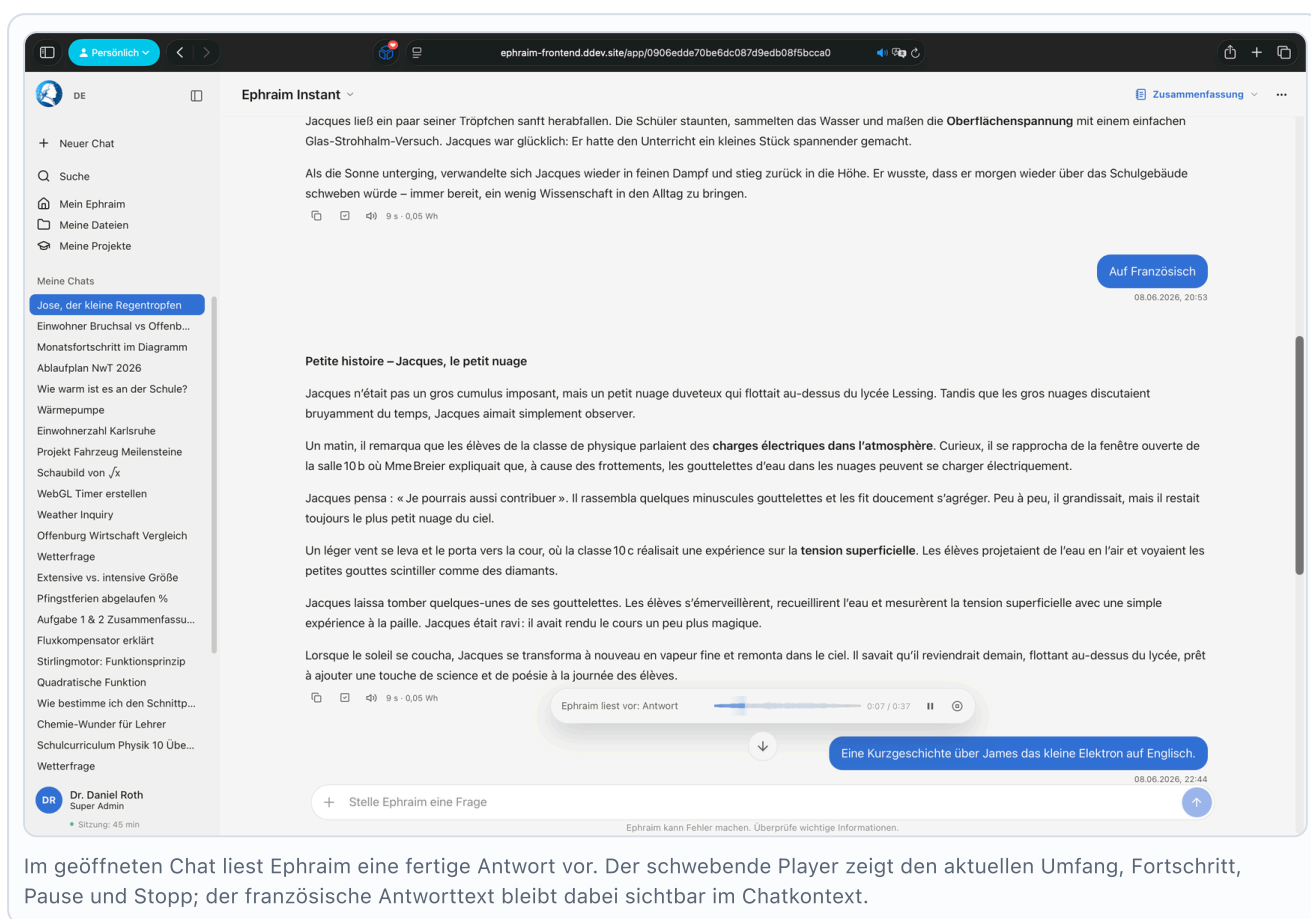 Persönlich
ephraim-frontend.ddev.site/app/0906edde70be6dc087d9edb08f5bcca0
DE
Neuer Chat
Suche
Mein Ephraim
Meine Dateien
Meine Projekte
Meine Chats
Jose, der kleine Regentropfen
Einwohner Bruchsal vs Offenb...
Monatsfortschritt im Diagramm
Ablaufplan NwT 2026
Wie warm ist es an der Schule?
Wärmepumpe
Einwohnerzahl Karlsruhe
Projekt Fahrzeug Meilensteine
Schaubild von √x
WebGL Timer erstellen
Weather Inquiry
Offenburg Wirtschaft Vergleich
Wetterfrage
Extensive vs. intensive Größe
Pfingstferien abgelaufen %
Aufgabe 1 & 2 Zusammenfassu...
Fluxkompensator erklärt
Stirlingmotor: Funktionsprinzip
Quadratische Funktion
Wie bestimme ich den Schnittp...
Chemie-Wunder für Lehrer
Schulcurriculum Physik 10 Übe...
Wetterfrage
DR
Dr. Daniel Roth
Super Admin
Sitzung: 45 min
Ephraim Instant
Zusammenfassung
Jacques ließ ein paar seiner Tröpfchen sanft herabfallen. Die Schüler staunten, sammelten das Wasser und maßen die Oberflächenspannung mit einem einfachen
Glas-Strohhalm-Versuch. Jacques war glücklich: Er hatte den Unterricht ein kleines Stück spannender gemacht.
Als die Sonne unterging, verwandelte sich Jacques wieder in feinen Dampf und stieg zurück in die Höhe. Er wusste, dass er morgen wieder über das Schulgebäude
schweben würde – immer bereit, ein wenig Wissenschaft in den Alltag zu bringen.
9 s · 0,05 Wh
Auf Französisch
08.06.2026, 20:53
Petite histoire – Jacques, le petit nuage
Jacques n’était pas un gros cumulus imposant, mais un petit nuage duveteux qui flottait au-dessus du lycée Lessing. Tandis que les gros nuages discutaient
bruyamment du temps, Jacques aimait simplement observer.
Un matin, il remarqua que les élèves de la classe de physique parlaient des charges électriques dans l’atmosphère. Curieux, il se rapprocha de la fenêtre ouverte de
la salle 10 b où Mme Breier expliquait que, à cause des frottements, les gouttelettes d’eau dans les nuages peuvent se charger électriquement.
Jacques pensa : « Je pourrais aussi contribuer ». Il rassembla quelques minuscules gouttelettes et les fit doucement s’agréger. Peu à peu, il grandissait, mais il restait
toujours le plus petit nuage du ciel.
Un léger vent se leva et le porta vers la cour, où la classe 10 c réalisait une expérience sur la tension superficielle. Les élèves projetaient de l’eau en l’air et voyaient les
petites gouttes scintiller comme des diamants.
Jacques laissa tomber quelques-unes de ses gouttelettes. Les élèves s’émerveillèrent, recueillirent l’eau et mesurèrent la tension superficielle avec une simple
expérience à la paille. Jacques était ravi : il avait rendu le cours un peu plus magique.
Lorsque le soleil se coucha, Jacques se transforma à nouveau en vapeur fine et remonta dans le ciel. Il savait qu’il reviendrait demain, flottant au-dessus du lycée, prêt
à ajouter une touche de science et de poésie à la journée des élèves.
9 s · 0,05 Wh
Ephraim liest vor: Antwort
0:07 / 0:37
Eine Kurzgeschichte über James das kleine Elektron auf Englisch.
08.06.2026, 22:44
Stelle Ephraim eine Frage
Ephraim kann Fehler machen. Überprüfe wichtige Informationen.
Im geöffneten Chat liest Ephraim eine fertige Antwort vor. Der schwebende Player zeigt den aktuellen Umfang, Fortschritt,
Pause und Stopp; der französische Antworttext bleibt dabei sichtbar im Chatkontext.